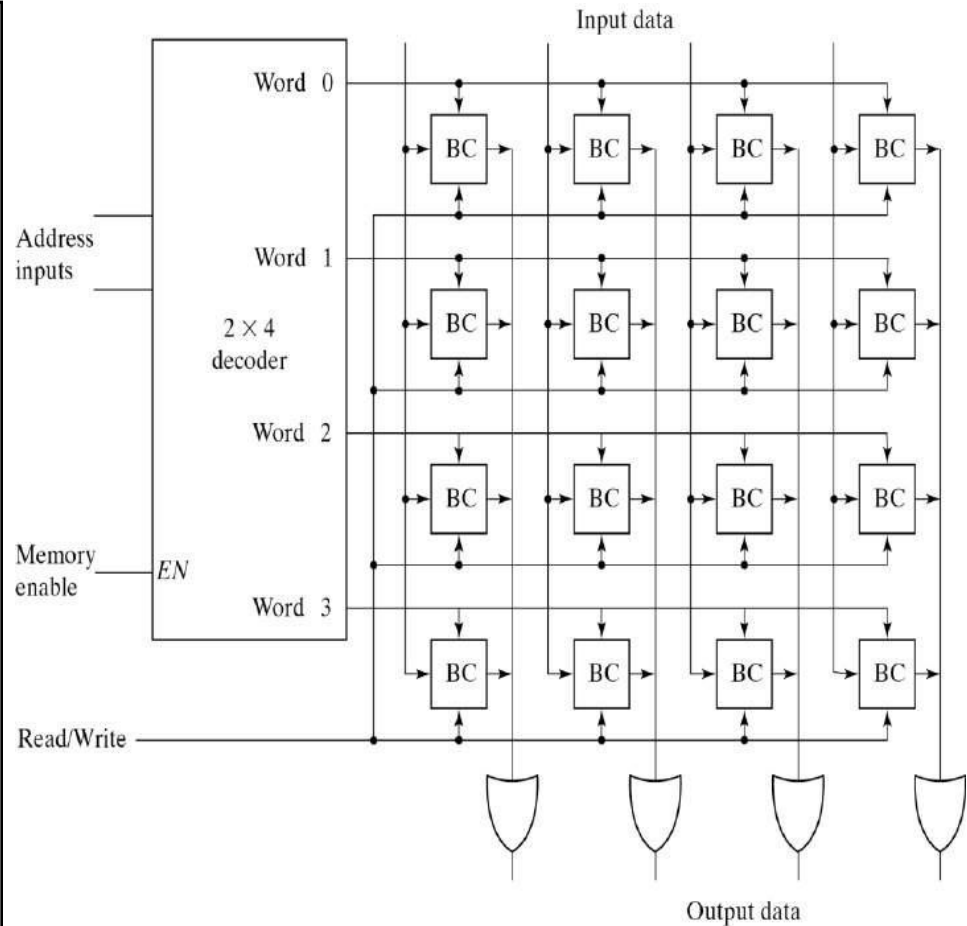 Input data
Word 0
BC BC BC BC
Address
inputs
Word 1
BC BC BC BC
2 × 4
decoder
Word 2
BC BC BC BC
Memory
enable
EN
Word 3
BC BC BC BC
Read/Write
Output data